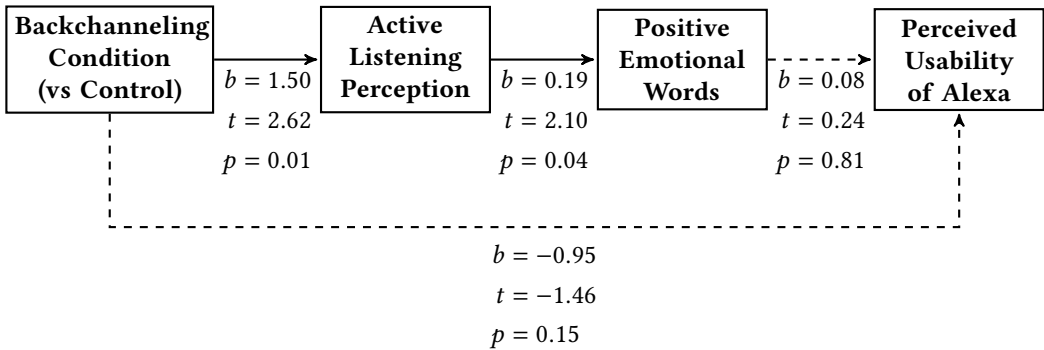 Backchanneling
Condition
(vs Control)
b = 1.50
t = 2.62
p = 0.01
Active
Listening
Perception
b = 0.19
t = 2.10
p = 0.04
Positive
Emotional
Words
b = 0.08
t = 0.24
p = 0.81
Perceived
Usability
of Alexa
b = −0.95
t = −1.46
p = 0.15